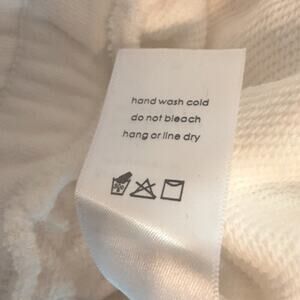 hand wash cold
do not bleach
hang or line dry